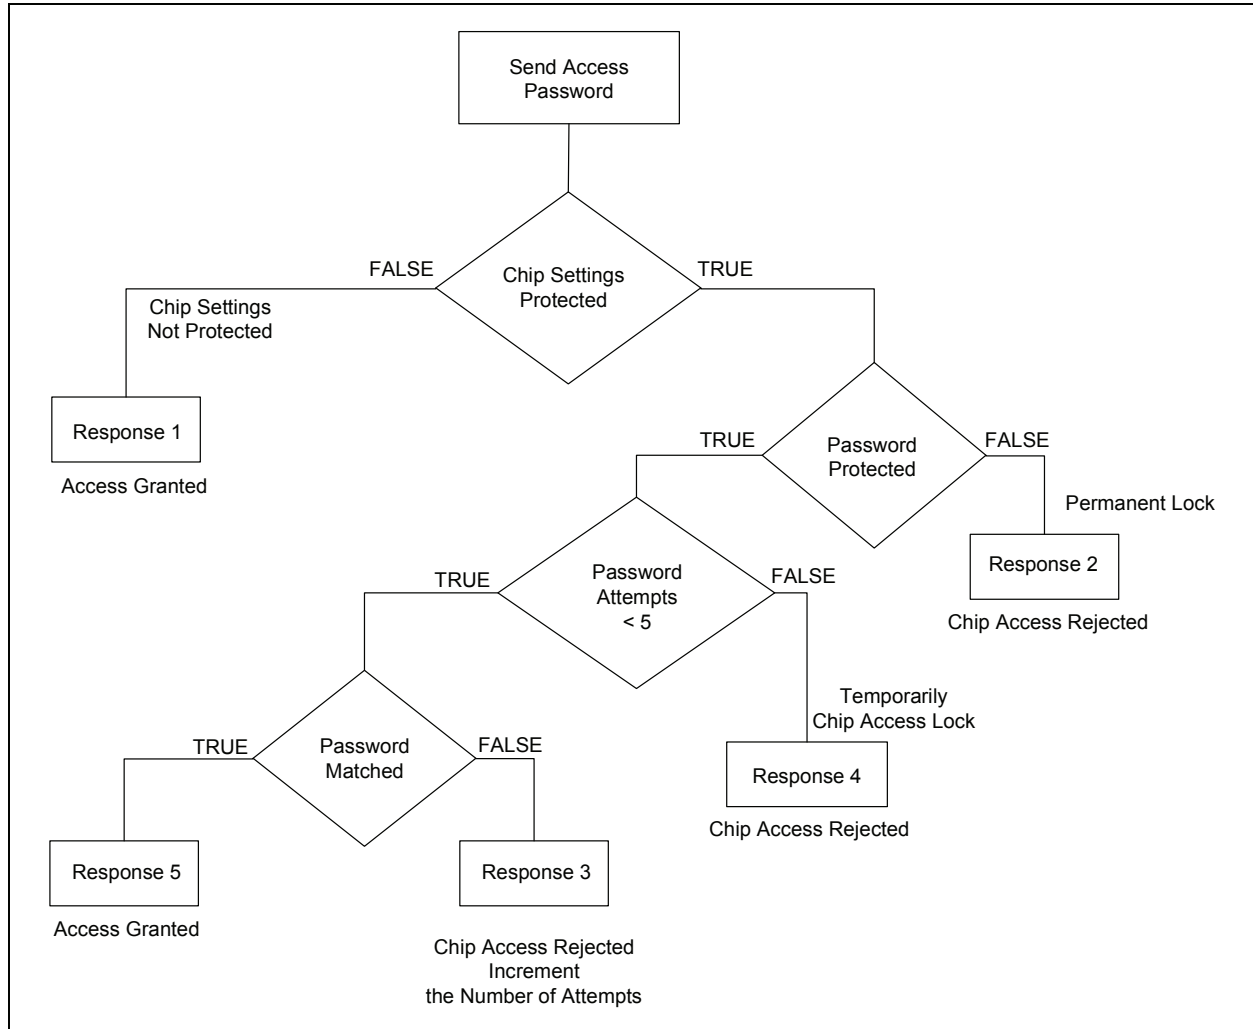 Send Access
Password
FALSE
Chip Settings
Protected
TRUE
Chip Settings
Not Protected
Response 1
Access Granted
TRUE
Password
Protected
FALSE
Permanent Lock
Response 2
Chip Access Rejected
TRUE
Password
Attempts
< 5
FALSE
Temporarily
Chip Access Lock
Response 4
Chip Access Rejected
TRUE
Password
Matched
FALSE
Response 5
Access Granted
Response 3
Chip Access Rejected
Increment
the Number of Attempts